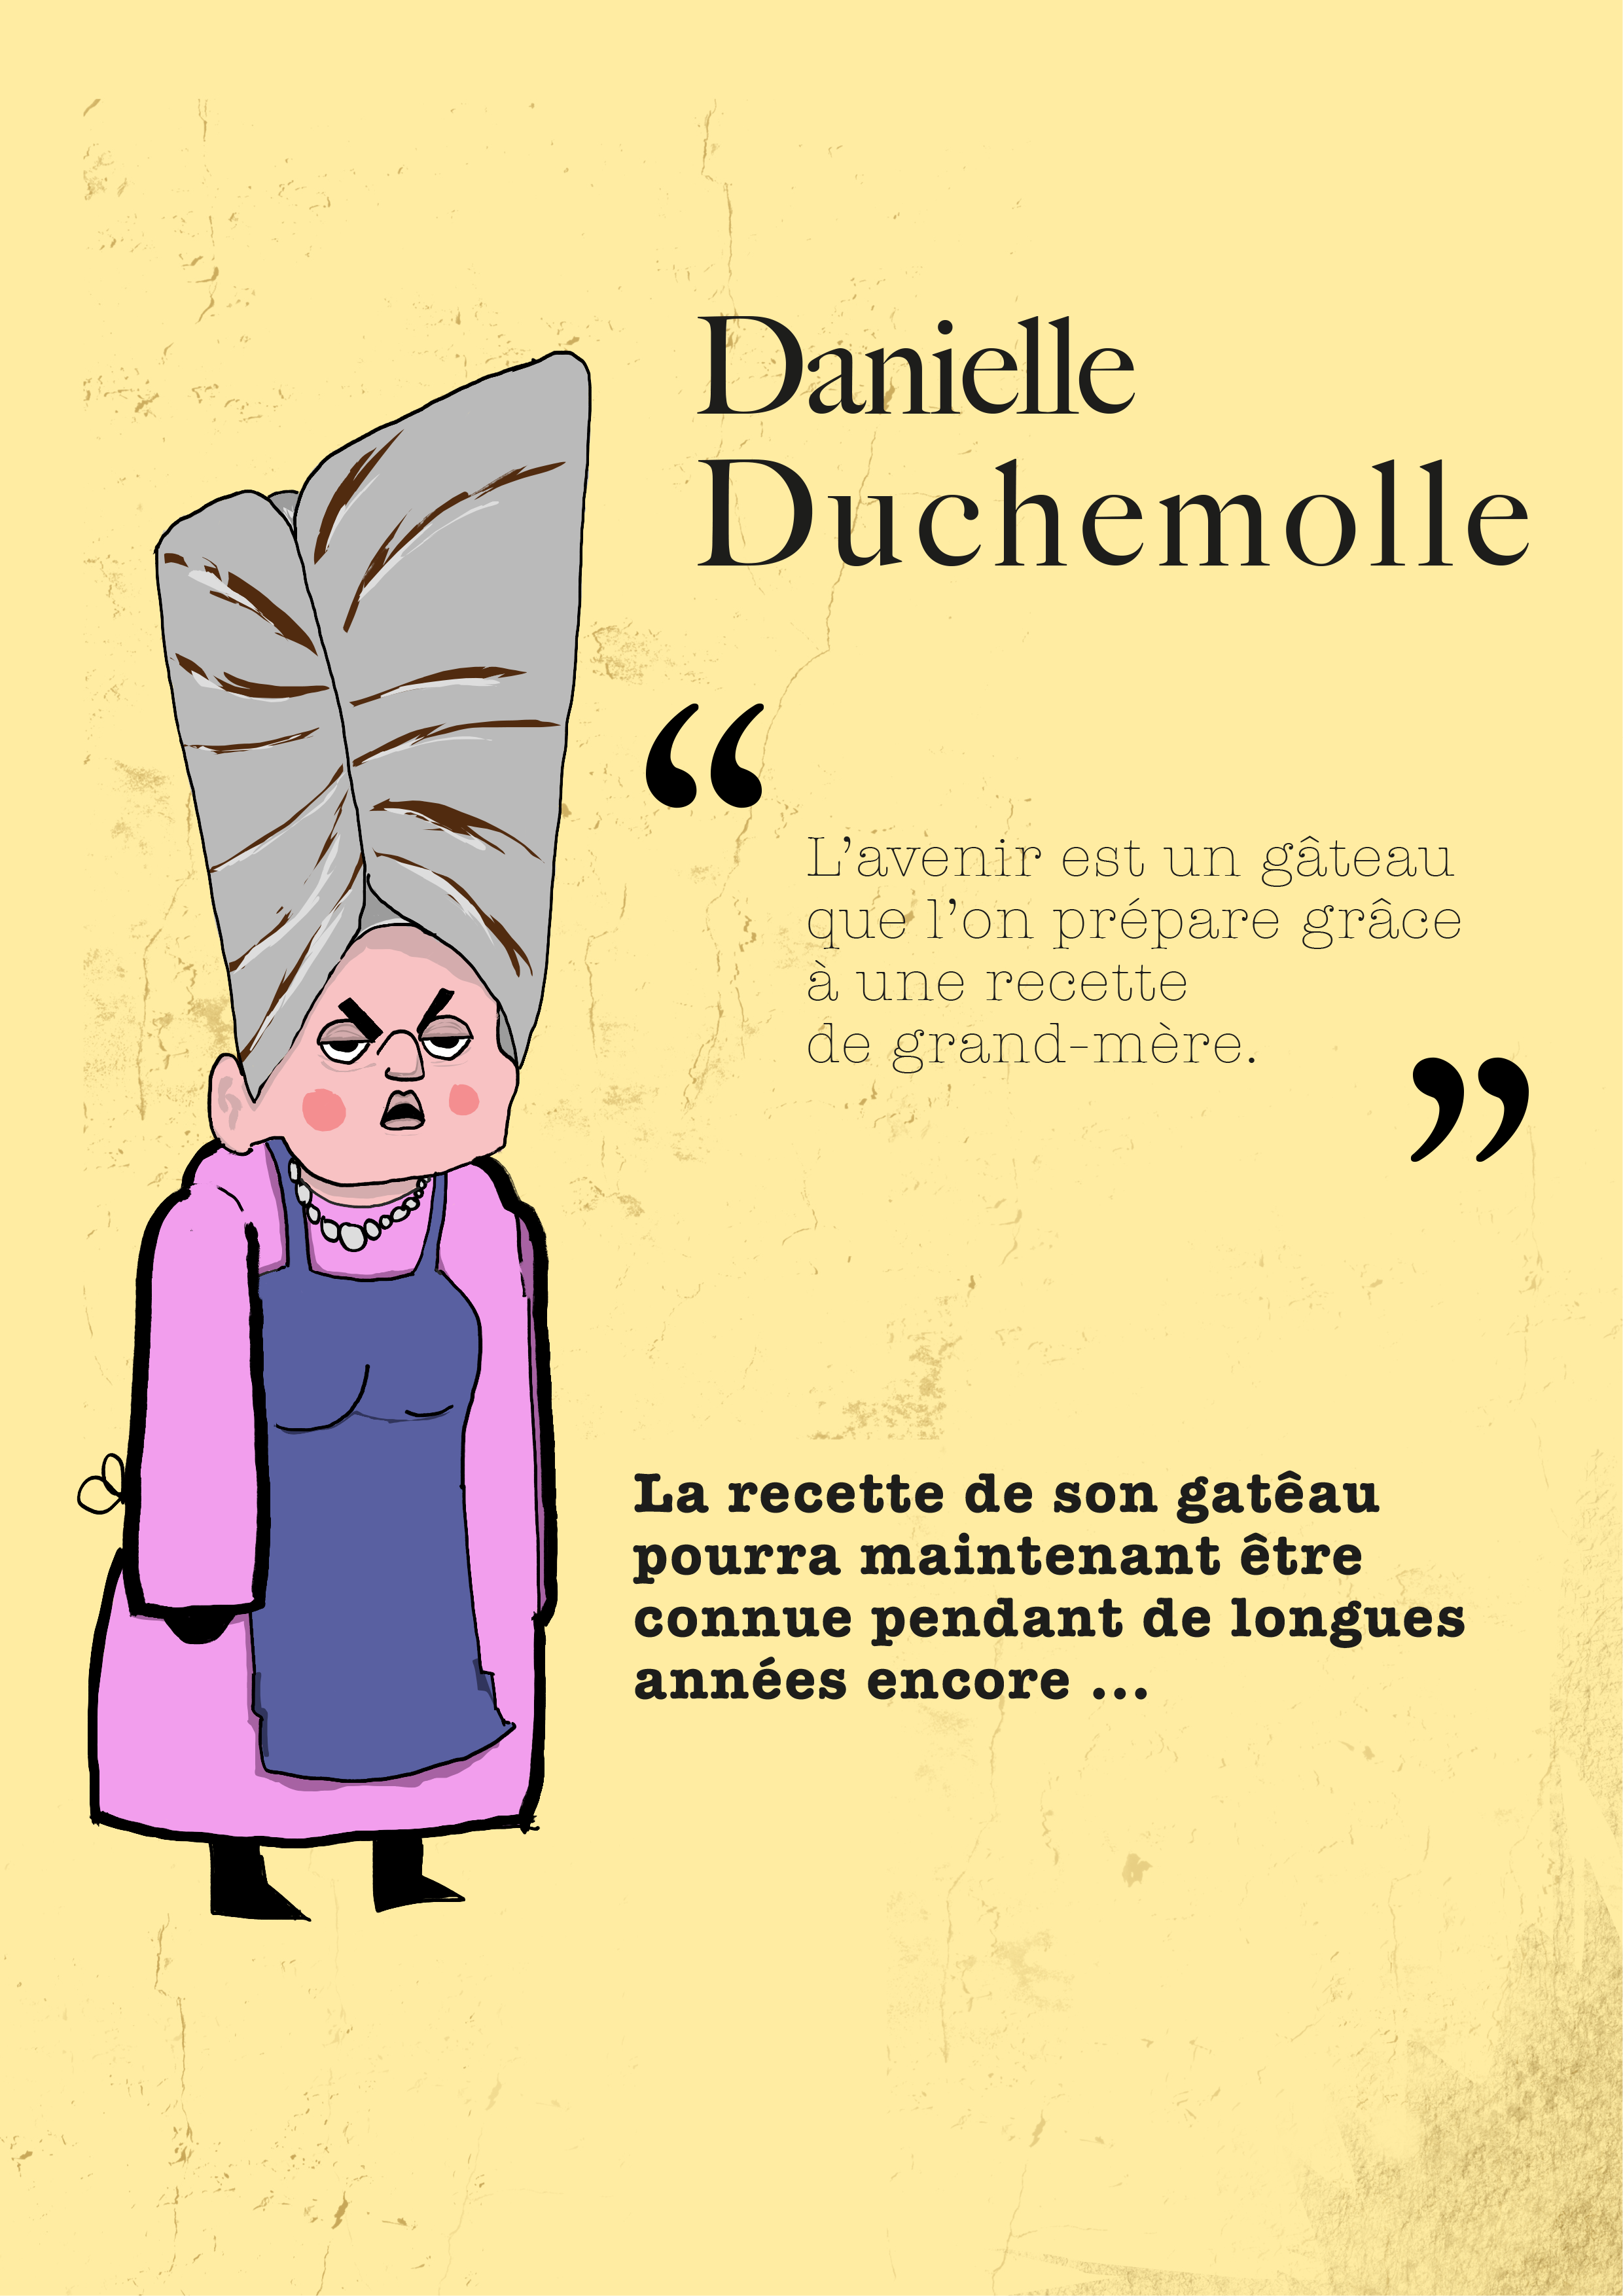 Danielle
Duchemolle
“
L’avenir est un gâteau
que l’on prépare grâce
à une recette
de grand-mère.
”
La recette de son gatêau
pourra maintenant être
connue pendant de longues
années encore ...